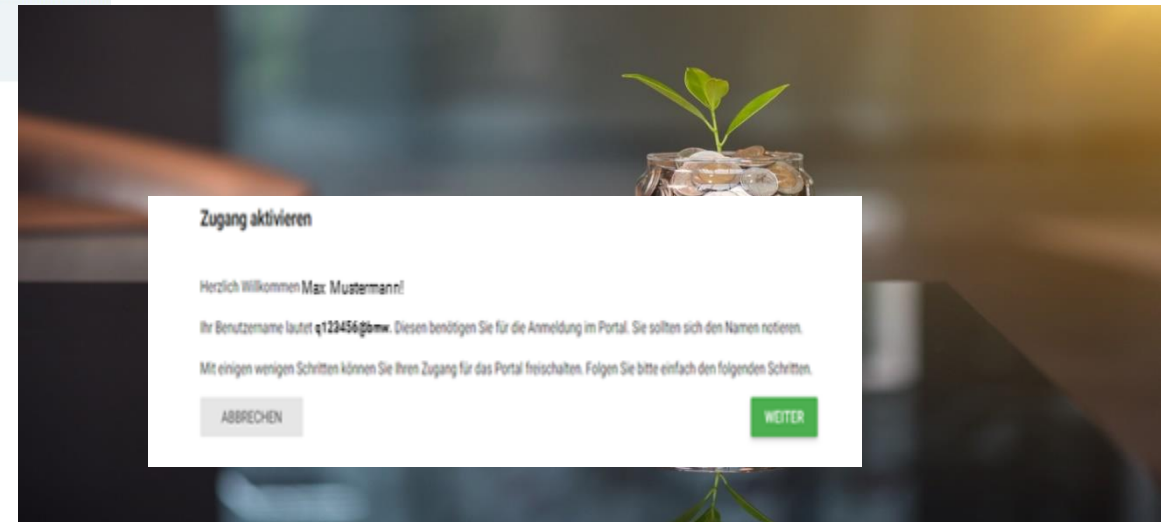 Zugang aktivieren
Herzlich Willkommen Max Mustermann!
Ihr Benutzername lautet q123456@bmw. Diesen benötigen Sie für die Anmeldung im Portal. Sie sollten sich den Namen notieren.
Mit einigen wenigen Schritten können Sie Ihren Zugang für das Portal freischalten. Folgen Sie bitte einfach den folgenden Schritten.
ABBRECHEN
WEITER